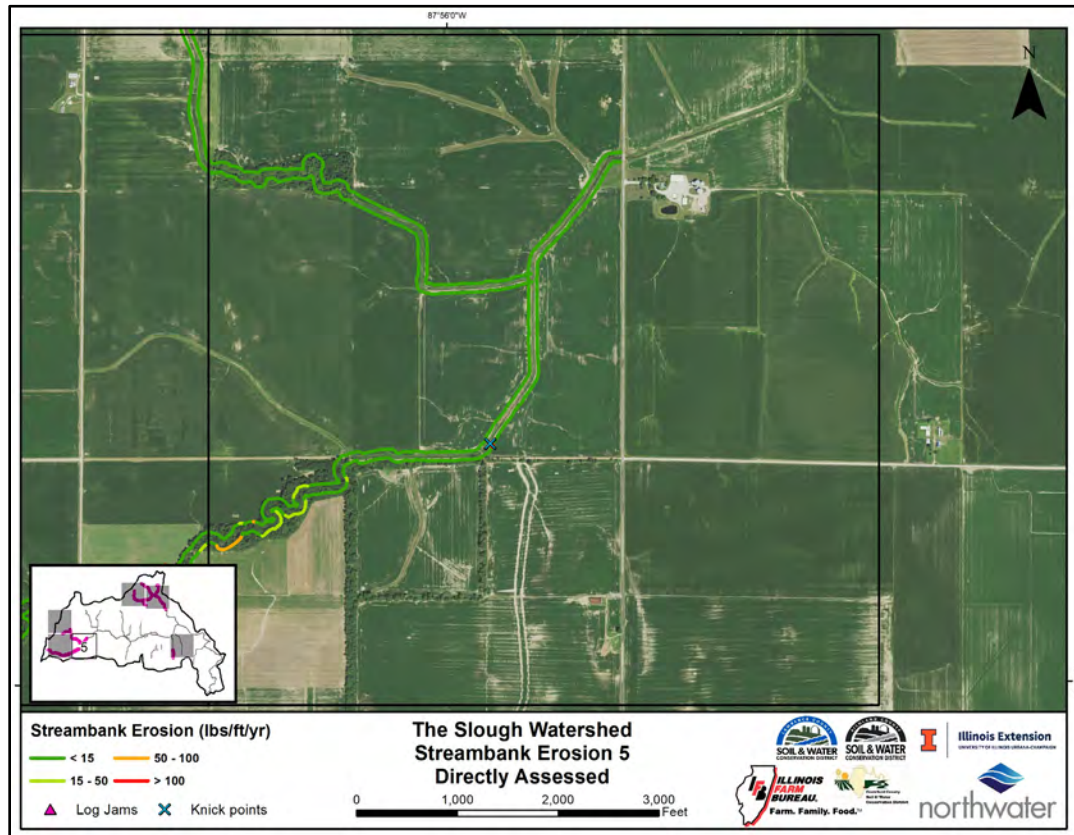 87°56'0"W
N
5
Streambank Erosion (lbs/ft/yr)
< 15
50 - 100
15 - 50
> 100
Log Jams
Knick points
The Slough Watershed
Streambank Erosion 5
Directly Assessed
0 1,000 2,000 3,000
Feet
SOIL & WATER
CONSERVATION DISTRICT
SOIL & WATER
CONSERVATION DISTRICT
I
Illinois Extension
UNIVERSITY OF ILLINOIS URBANA-CHAMPAIGN
IFB
ILLINOIS
FARM
BUREAU.
Farm. Family. Food.™
northwater